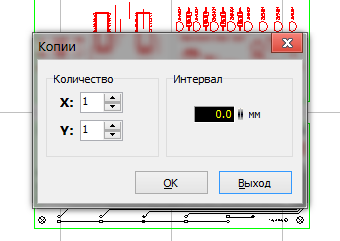 Копии
Количество
X: 1
Y: 1
Интервал
0.0 мм
OK
Выход